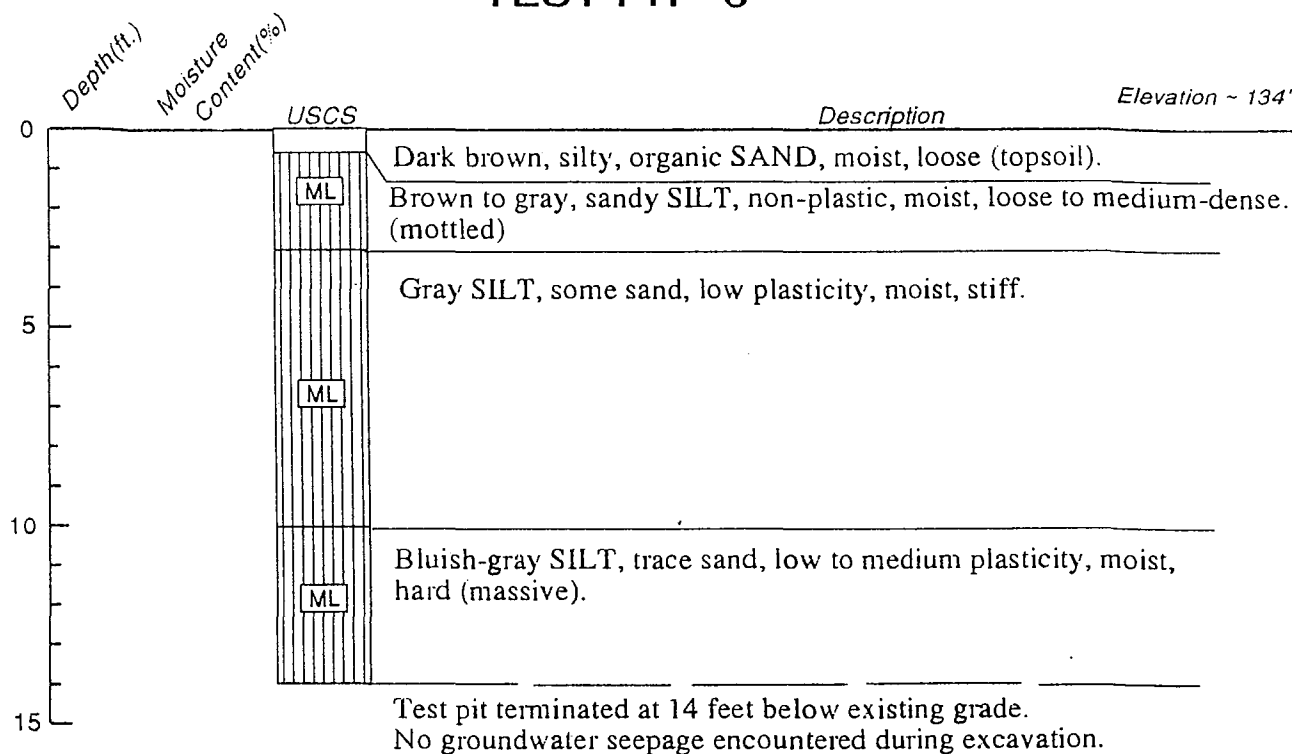 Depth(ft.)
Moisture
Content(%)
USCS
Description
Elevation ~ 134'
0
Dark brown, silty, organic SAND, moist, loose (topsoil).
ML
Brown to gray, sandy SILT, non-plastic, moist, loose to medium-dense.
(mottled)
Gray SILT, some sand, low plasticity, moist, stiff.
5
ML
10
Bluish-gray SILT, trace sand, low to medium plasticity, moist,
hard (massive).
ML
Test pit terminated at 14 feet below existing grade.
15
No groundwater seepage encountered during excavation.